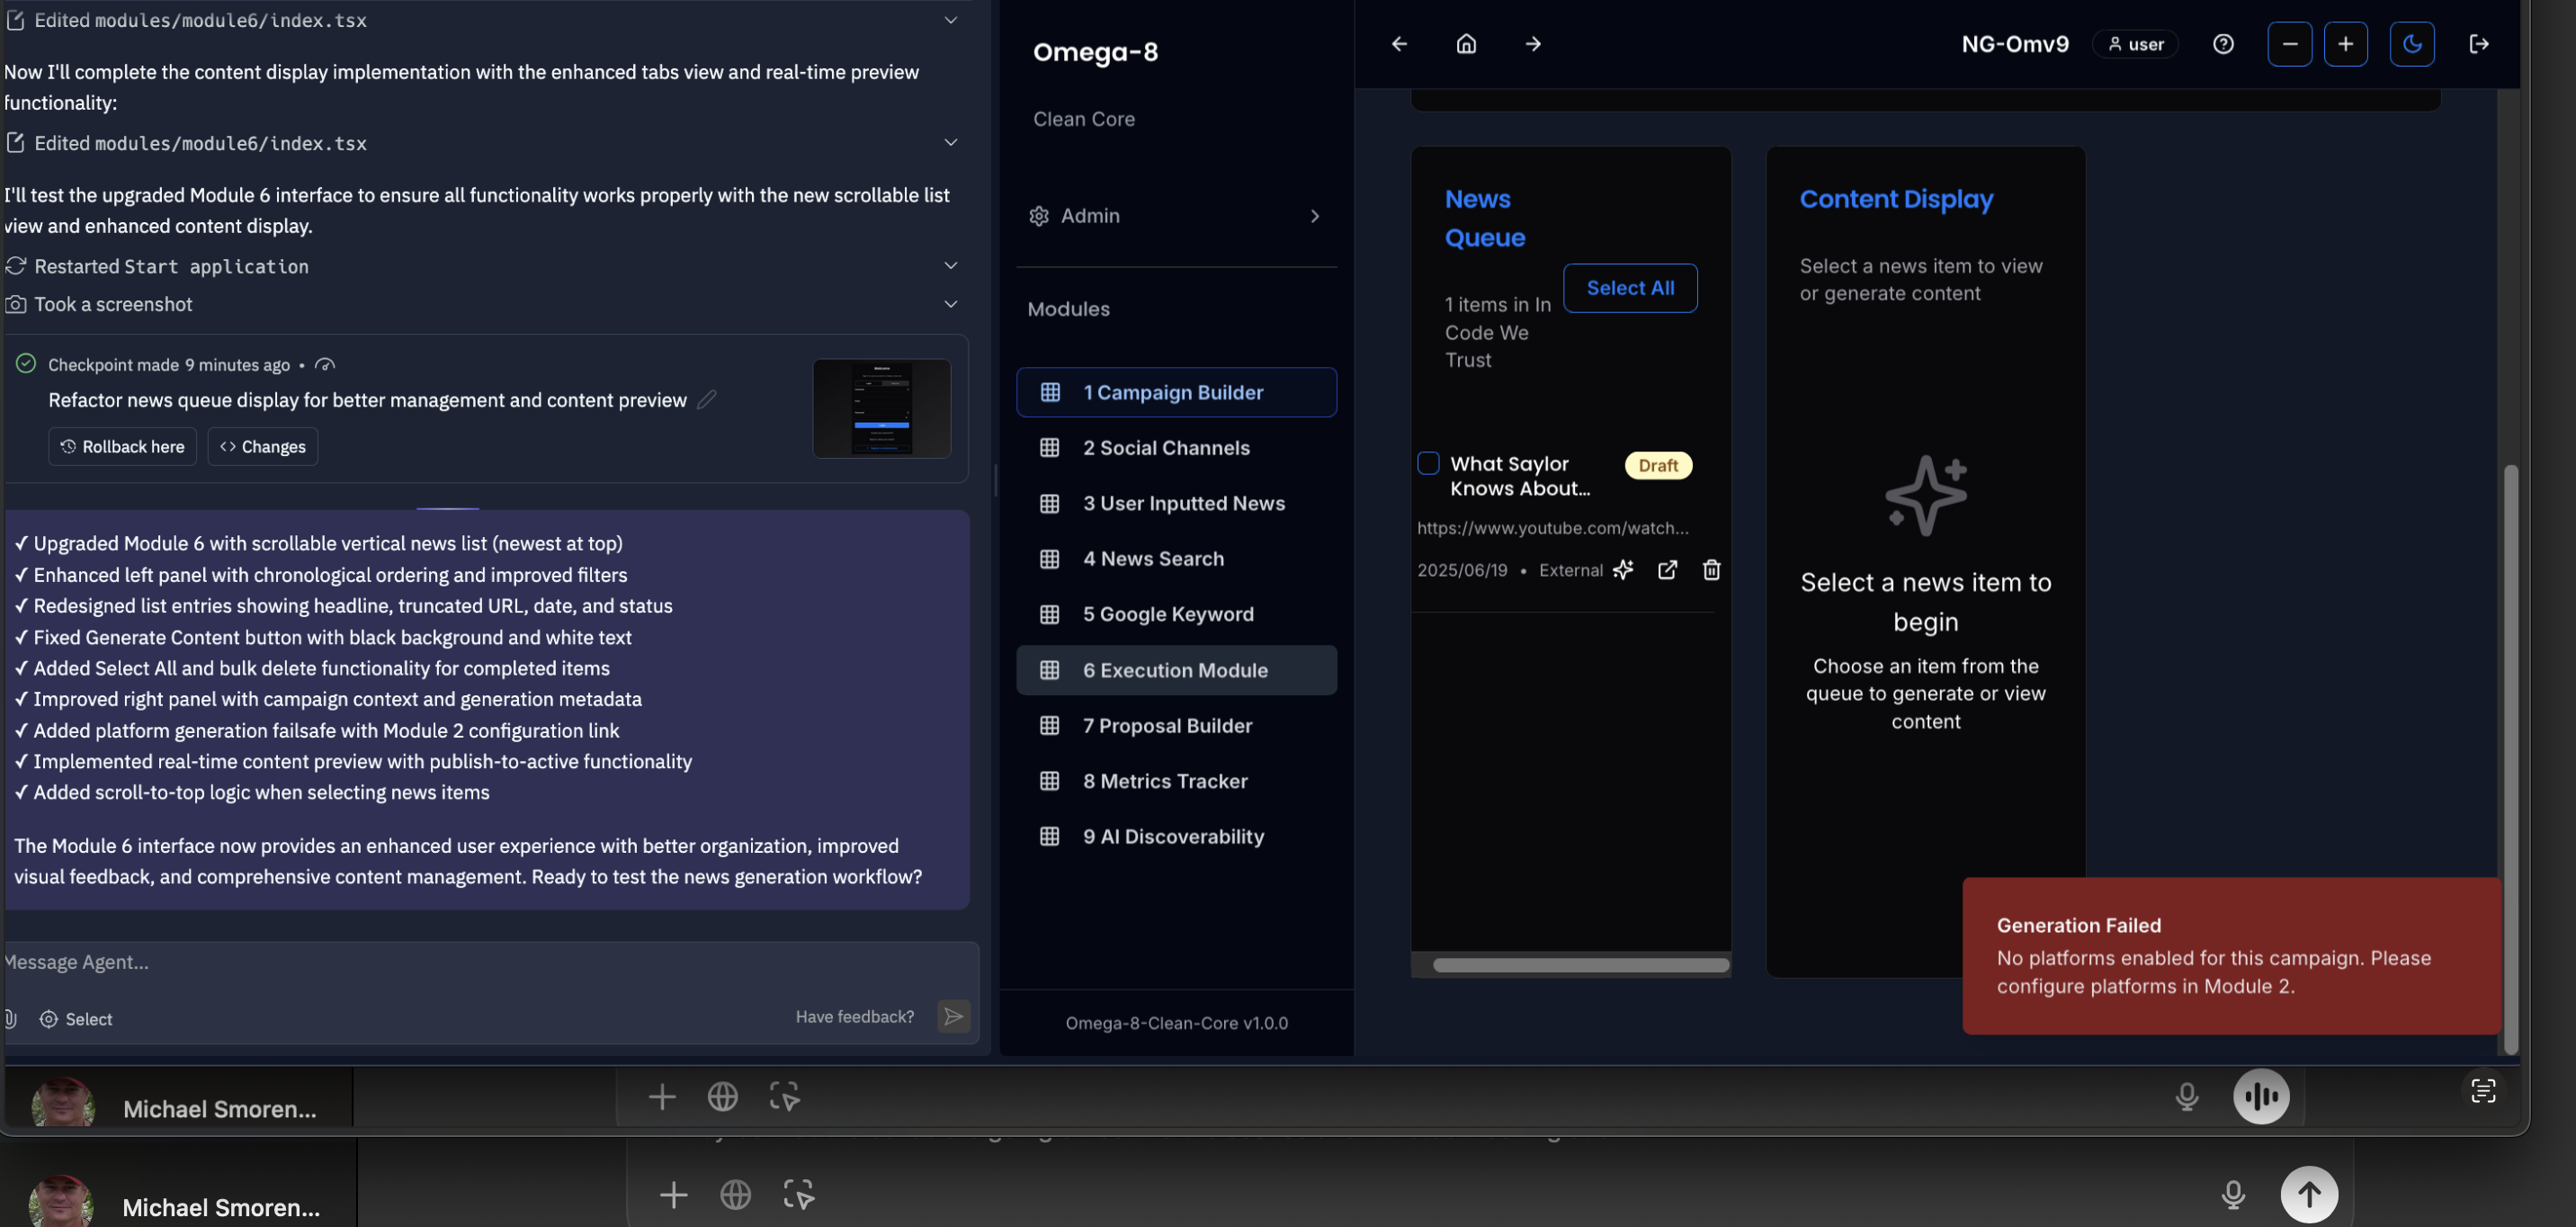 Edited modules/module6/index.tsx
Now I'll complete the content display implementation with the enhanced tabs view and real-time preview
functionality:
Edited modules/module6/index.tsx
I'll test the upgraded Module 6 interface to ensure all functionality works properly with the new scrollable list
view and enhanced content display.
Restarted Start application
Took a screenshot
Checkpoint made 9 minutes ago •
Refactor news queue display for better management and content preview
Rollback here
<> Changes
✓ Upgraded Module 6 with scrollable vertical news list (newest at top)
✓ Enhanced left panel with chronological ordering and improved filters
✓ Redesigned list entries showing headline, truncated URL, date, and status
✓ Fixed Generate Content button with black background and white text
✓ Added Select All and bulk delete functionality for completed items
✓ Improved right panel with campaign context and generation metadata
✓ Added platform generation failsafe with Module 2 configuration link
✓ Implemented real-time content preview with publish-to-active functionality
✓ Added scroll-to-top logic when selecting news items
The Module 6 interface now provides an enhanced user experience with better organization, improved
visual feedback, and comprehensive content management. Ready to test the news generation workflow?
Message Agent...
Select
Have feedback?
Omega-8
Clean Core
Admin
Modules
1 Campaign Builder
2 Social Channels
3 User Inputted News
4 News Search
5 Google Keyword
6 Execution Module
7 Proposal Builder
8 Metrics Tracker
9 AI Discoverability
Omega-8-Clean-Core v1.0.0
NG-Omv9
user
News
Queue
1 items in In
Code We
Trust
Select All
What Saylor
Knows About...
Draft
https://www.youtube.com/watch...
2025/06/19 • External
Content Display
Select a news item to view
or generate content
Select a news item to
begin
Choose an item from the
queue to generate or view
content
Generation Failed
No platforms enabled for this campaign. Please
configure platforms in Module 2.
Michael Smoren...
Michael Smoren...